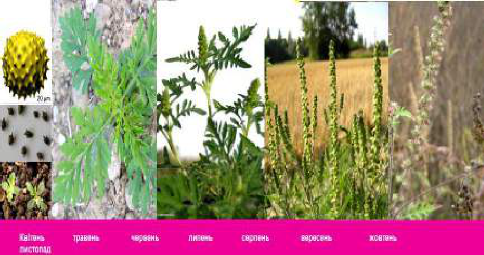 20 µm
Квітень травень червень липень серпень вересень жовтень
листопад